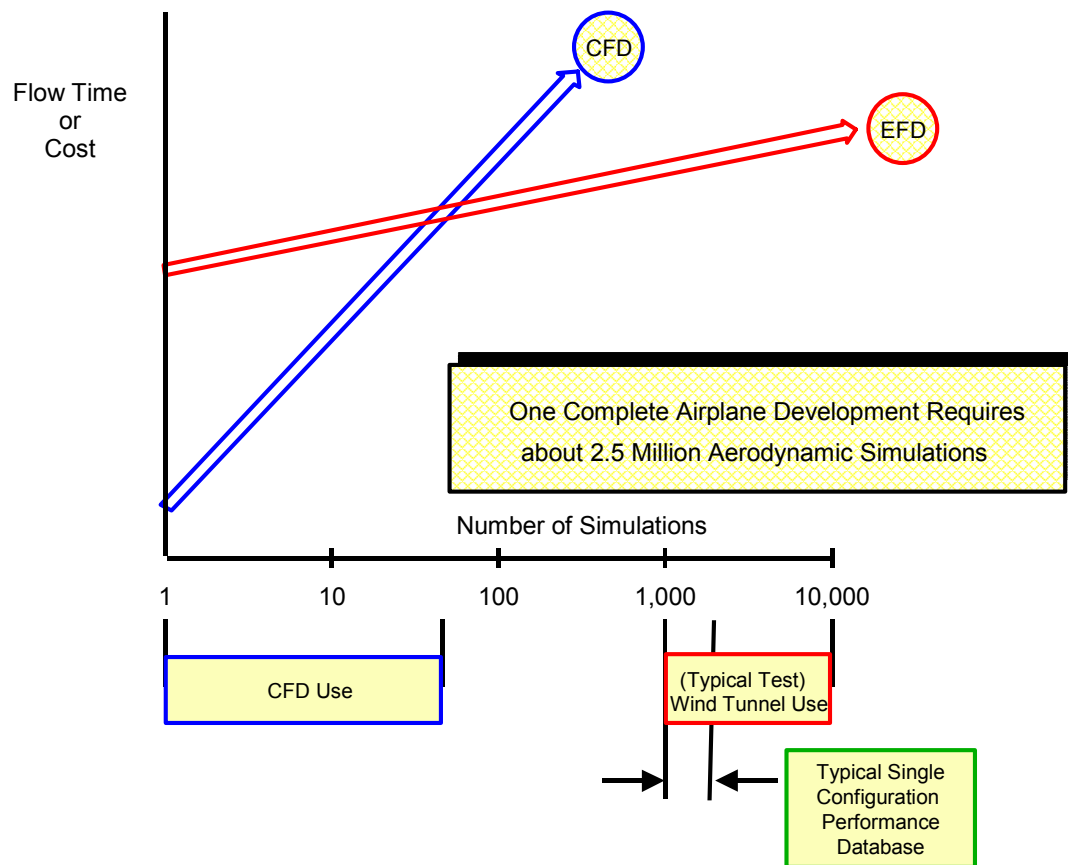 CFD
Flow Time
or
Cost
EFD
One Complete Airplane Development Requires
about 2.5 Million Aerodynamic Simulations
Number of Simulations
1
10
100
1,000
10,000
CFD Use
(Typical Test)
Wind Tunnel Use
Typical Single
Configuration
Performance
Database